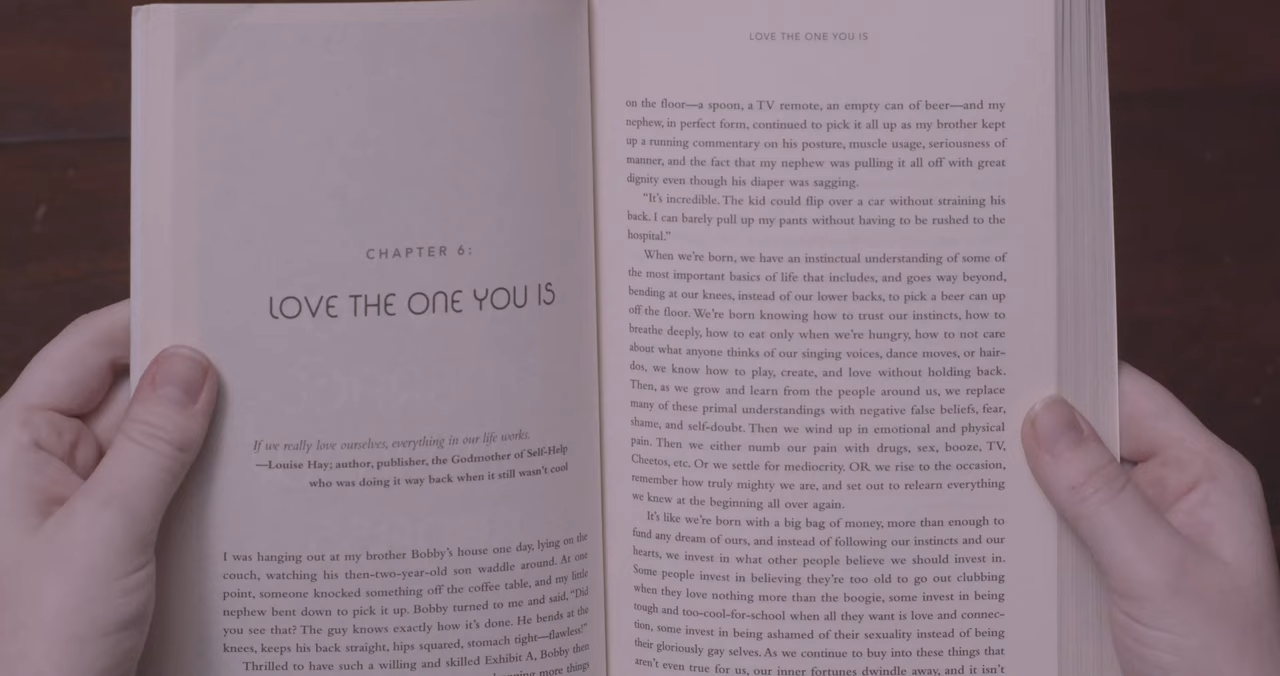 CHAPTER 6:
LOVE THE ONE YOU IS
If we really love ourselves, everything in our life works.
—Louise Hay; author, publisher, the Godmother of Self-Help
who was doing it way back when it still wasn't cool
I was hanging out at my brother Bobby's house one day, lying on the
couch, watching his then-two-year-old son waddle around. At one
point, someone knocked something off the coffee table, and my little
nephew bent down to pick it up. Bobby turned to me and said, "Did
you see that? The guy knows exactly how it's done. He bends at the
knees, keeps his back straight, hips squared, stomach tight—flawless!"
Thrilled to have such a willing and skilled Exhibit A, Bobby then
more things
LOVE THE ONE YOU IS
on the floor—a spoon, a TV remote, an empty can of beer—and my
nephew, in perfect form, continued to pick it all up as my brother kept
up a running commentary on his posture, muscle usage, seriousness of
manner, and the fact that my nephew was pulling it all off with great
dignity even though his diaper was sagging.
"It's incredible. The kid could flip over a car without straining his
back. I can barely pull up my pants without having to be rushed to the
hospital."
When we're born, we have an instinctual understanding of some of
the most important basics of life that includes, and goes way beyond,
bending at our knees, instead of our lower backs, to pick a beer can up
off the floor. We're born knowing how to trust our instincts, how to
breathe deeply, how to eat only when we're hungry, how to not care
about what anyone thinks of our singing voices, dance moves, or hair-
dos, we know how to play, create, and love without holding back.
Then, as we grow and learn from the people around us, we replace
many of these primal understandings with negative false beliefs, fear,
shame, and self-doubt. Then we wind up in emotional and physical
pain. Then we either numb our pain with drugs, sex, booze, TV,
Cheetos, etc. Or we settle for mediocrity. OR we rise to the occasion,
remember how truly mighty we are, and set out to relearn everything
we knew at the beginning all over again.
It's like we're born with a big bag of money, more than enough to
fund any dream of ours, and instead of following our instincts and our
hearts, we invest in what other people believe we should invest in.
Some people invest in believing they're too old to go out clubbing
when they love nothing more than the boogie, some invest in being
tough and too-cool-for-school when all they want is love and connec-
tion, some invest in being ashamed of their sexuality instead of being
their gloriously gay selves. As we continue to buy into these things that
aren't even true for us, our inner fortunes dwindle away, and it isn't